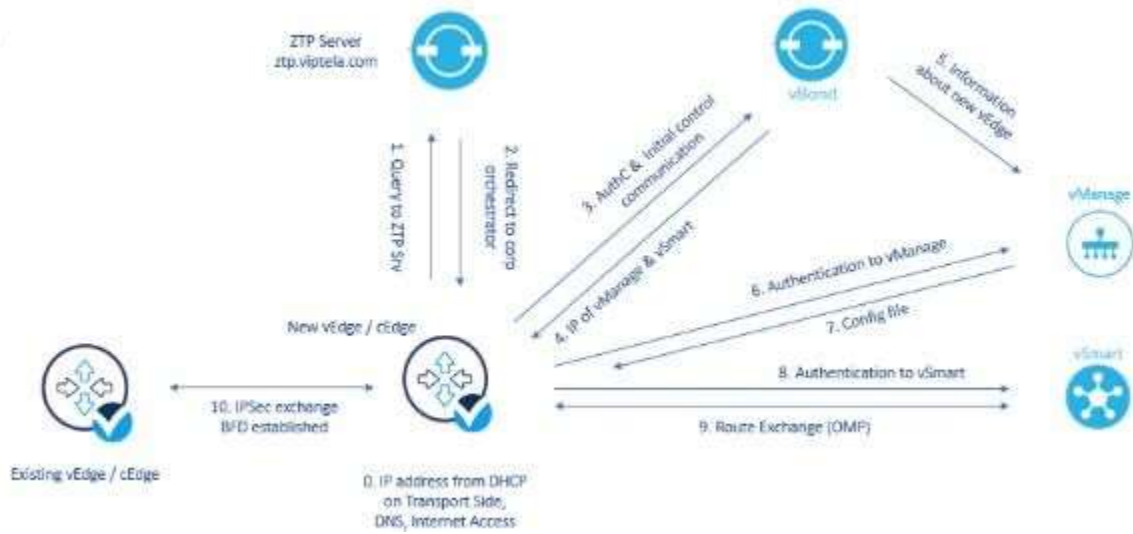 ZTP Server
ztp.viptela.com
vBond
5. Information
about new vEdge
1. Query to ZTP Srv
2. Redirect to corp
orchestrator
3. AuthC & Initial control
communication
4. IP of vManage & vSmart
vManage
6. Authentication to vManage
7. Config file
New vEdge / cEdge
vSmart
8. Authentication to vSmart
10. IPSec exchange
BFD established
9. Route Exchange (OMP)
Existing vEdge / cEdge
0. IP address from DHCP
on Transport Side,
DNS, Internet Access